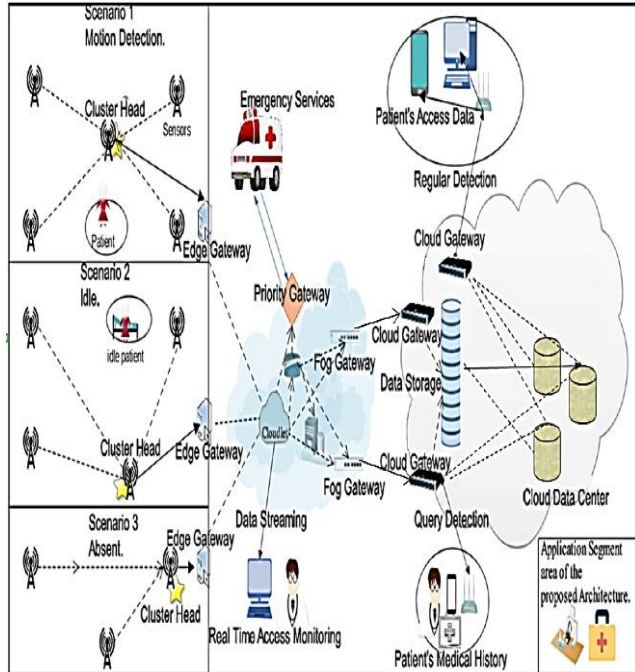 Scenario 1
Motion Detection.
Cluster Head
Sensors
Patient
Edge Gateway
Scenario 2
Idle.
idle patient
Cluster Head
Edge Gateway
Scenario 3
Absent.
Edge Gateway
Cluster Head
Emergency Services
Priority Gateway
Fog Gateway
Cloudlet
Fog Gateway
Data Streaming
Real Time Access Monitoring
Patient's Access Data
Regular Detection
Cloud Gateway
Cloud Gateway
Data Storage
Cloud Gateway
Query Detection
Cloud Data Center
Patient's Medical History
Application Segment
area of the
proposed Architecture.